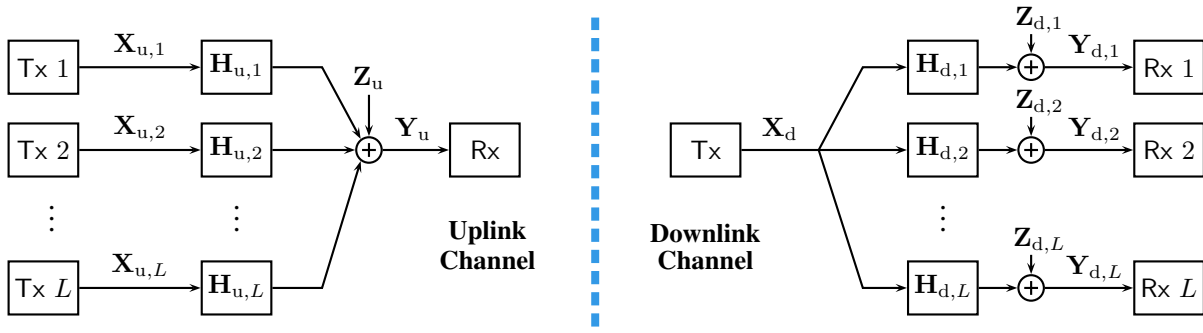 Tx 1
X_{u,1}
H_{u,1}
Z_u
Tx 2
X_{u,2}
H_{u,2}
+
Y_u
Rx
⋮
⋮
Tx L
X_{u,L}
H_{u,L}
Uplink
Channel
Downlink
Channel
Tx
X_d
H_{d,1}
Z_{d,1}
+
Y_{d,1}
Rx 1
H_{d,2}
Z_{d,2}
+
Y_{d,2}
Rx 2
⋮
⋮
H_{d,L}
Z_{d,L}
+
Y_{d,L}
Rx L